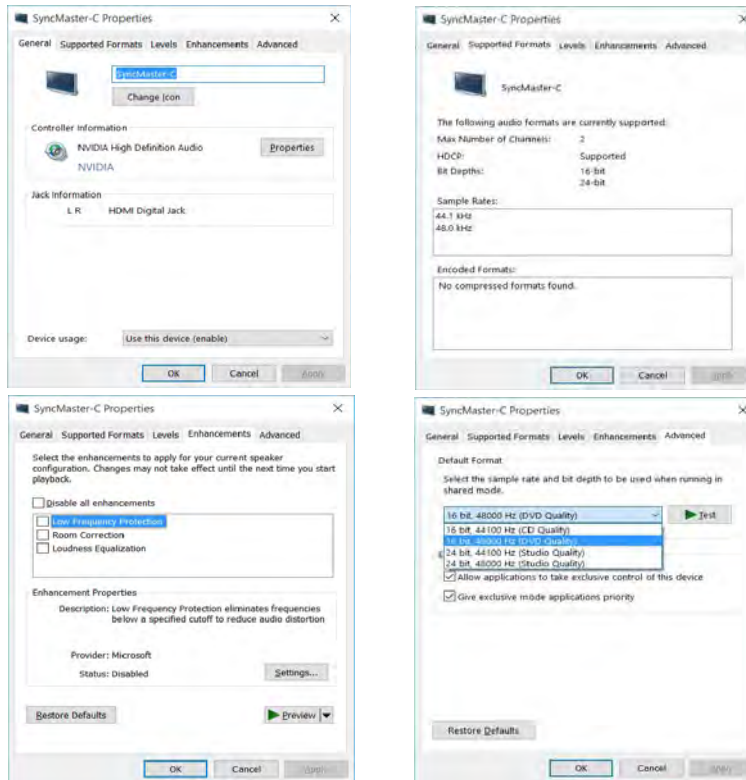 SyncMaster-C Properties
General Supported Formats Levels Enhancements Advanced
SyncMaster-C
Change Icon
Controller Information
NVIDIA High Definition Audio
Properties
NVIDIA
Jack Information
L R HDMI Digital Jack
Device usage: Use this device (enable)
OK Cancel Apply
SyncMaster-C Properties
General Supported Formats Levels Enhancements Advanced
SyncMaster-C
The following audio formats are currently supported.
Max Number of Channels: 2
HDCP: Supported
Bit Depths: 16-bit
24-bit
Sample Rates:
44.1 kHz
48.0 kHz
Encoded Formats:
No compressed formats found.
OK Cancel
SyncMaster-C Properties
General Supported Formats Levels Enhancements Advanced
Select the enhancements to apply for your current speaker
configuration. Changes may not take effect until the next time you start
playback.
Disable all enhancements
Low Frequency Protection
Room Correction
Loudness Equalization
Enhancement Properties
Description: Low Frequency Protection eliminates frequencies
below a specified cutoff to reduce audio distortion
Provider: Microsoft
Status: Disabled
Settings...
Restore Defaults
Preview
OK Cancel
SyncMaster-C Properties
General Supported Formats Levels Enhancements Advanced
Default Format
Select the sample rate and bit depth to be used when running in
shared mode.
16 bit, 48000 Hz (DVD Quality)
Test
16 bit, 44100 Hz (CD Quality)
16 bit, 48000 Hz (DVD Quality)
24 bit, 44100 Hz (Studio Quality)
24 bit, 48000 Hz (Studio Quality)
Allow applications to take exclusive control of this device
Give exclusive mode applications priority
Restore Defaults
OK Cancel